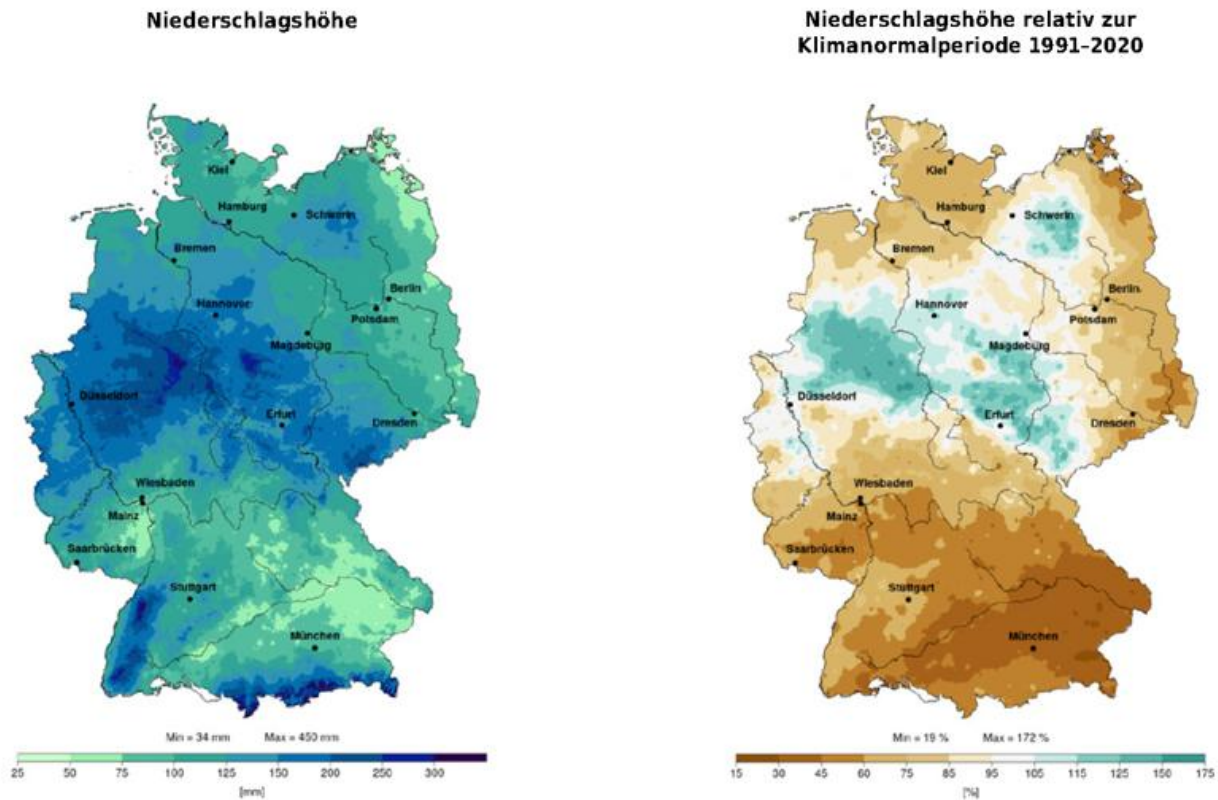 Niederschlagshöhe
Kiel
Hamburg
Schwerin
Bremen
Hannover
Berlin
Potsdam
Magdeburg
Düsseldorf
Erfurt
Dresden
Wiesbaden
Mainz
Saarbrücken
Stuttgart
München
Min = 34 mm Max = 450 mm
25 50 75 100 125 150 200 250 300
[mm]
Niederschlagshöhe relativ zur
Klimanormalperiode 1991–2020
Kiel
Hamburg
Schwerin
Bremen
Hannover
Berlin
Potsdam
Magdeburg
Düsseldorf
Erfurt
Dresden
Wiesbaden
Mainz
Saarbrücken
Stuttgart
München
Min = 19 % Max = 172 %
15 30 45 60 75 85 95 105 115 125 150 175
[%]